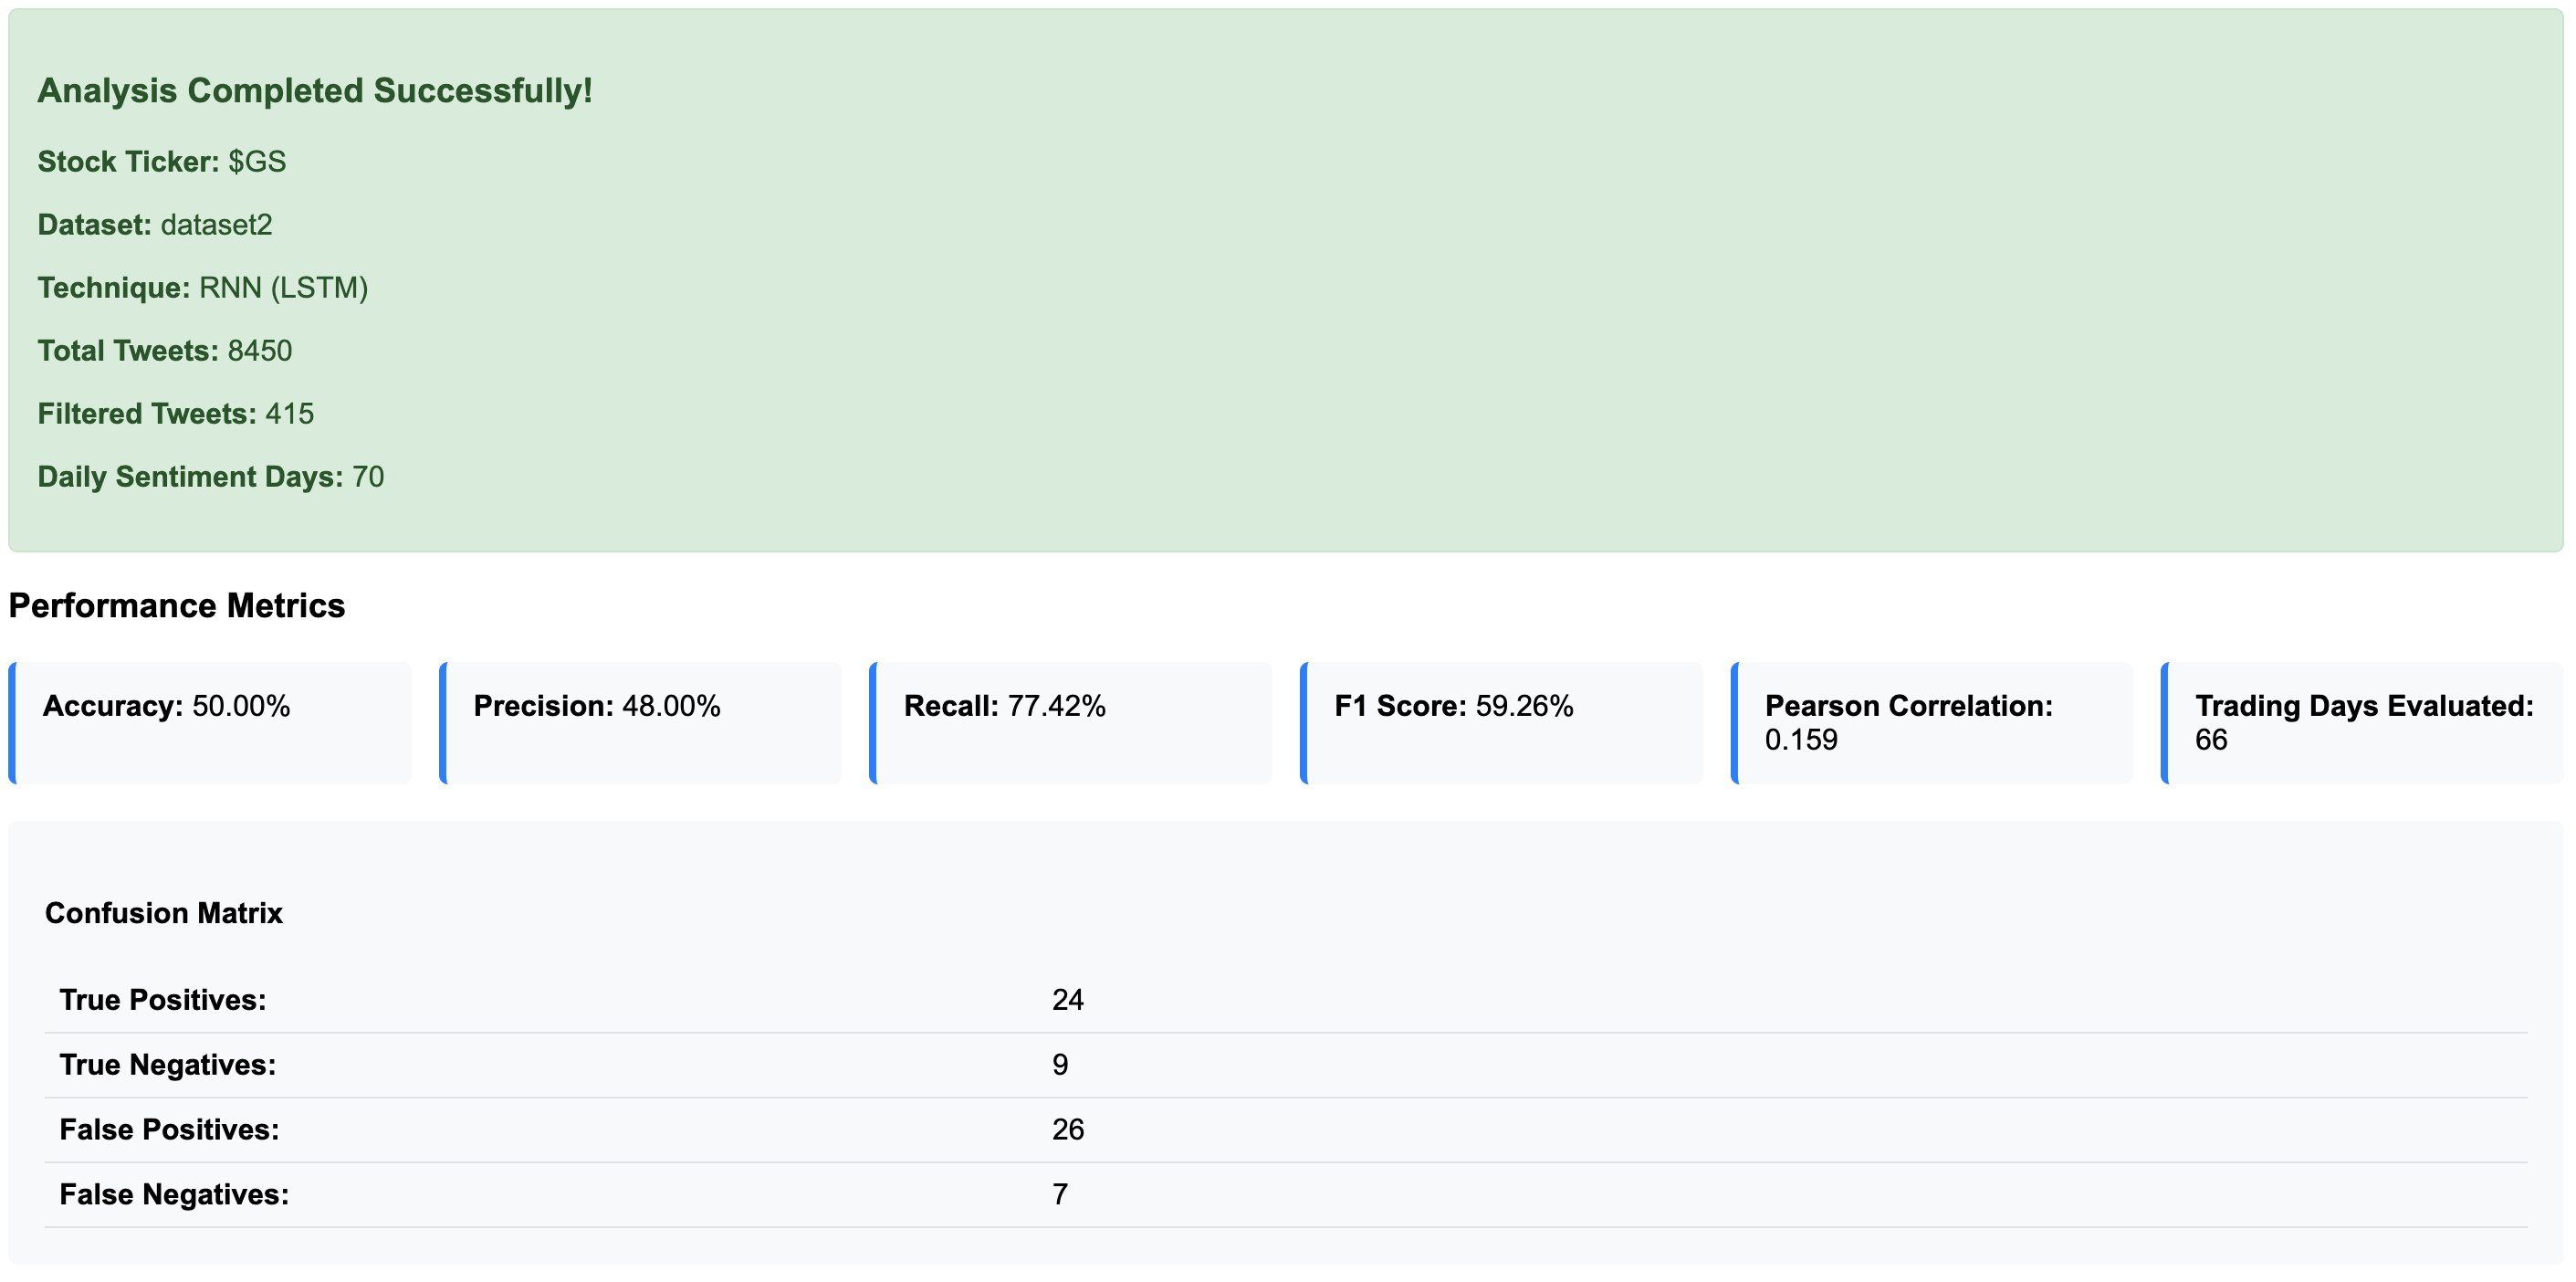 Analysis Completed Successfully!
Stock Ticker: $GS
Dataset: dataset2
Technique: RNN (LSTM)
Total Tweets: 8450
Filtered Tweets: 415
Daily Sentiment Days: 70
Performance Metrics
Accuracy: 50.00%
Precision: 48.00%
Recall: 77.42%
F1 Score: 59.26%
Pearson Correlation:
0.159
Trading Days Evaluated:
66
Confusion Matrix
True Positives: 24
True Negatives: 9
False Positives: 26
False Negatives: 7